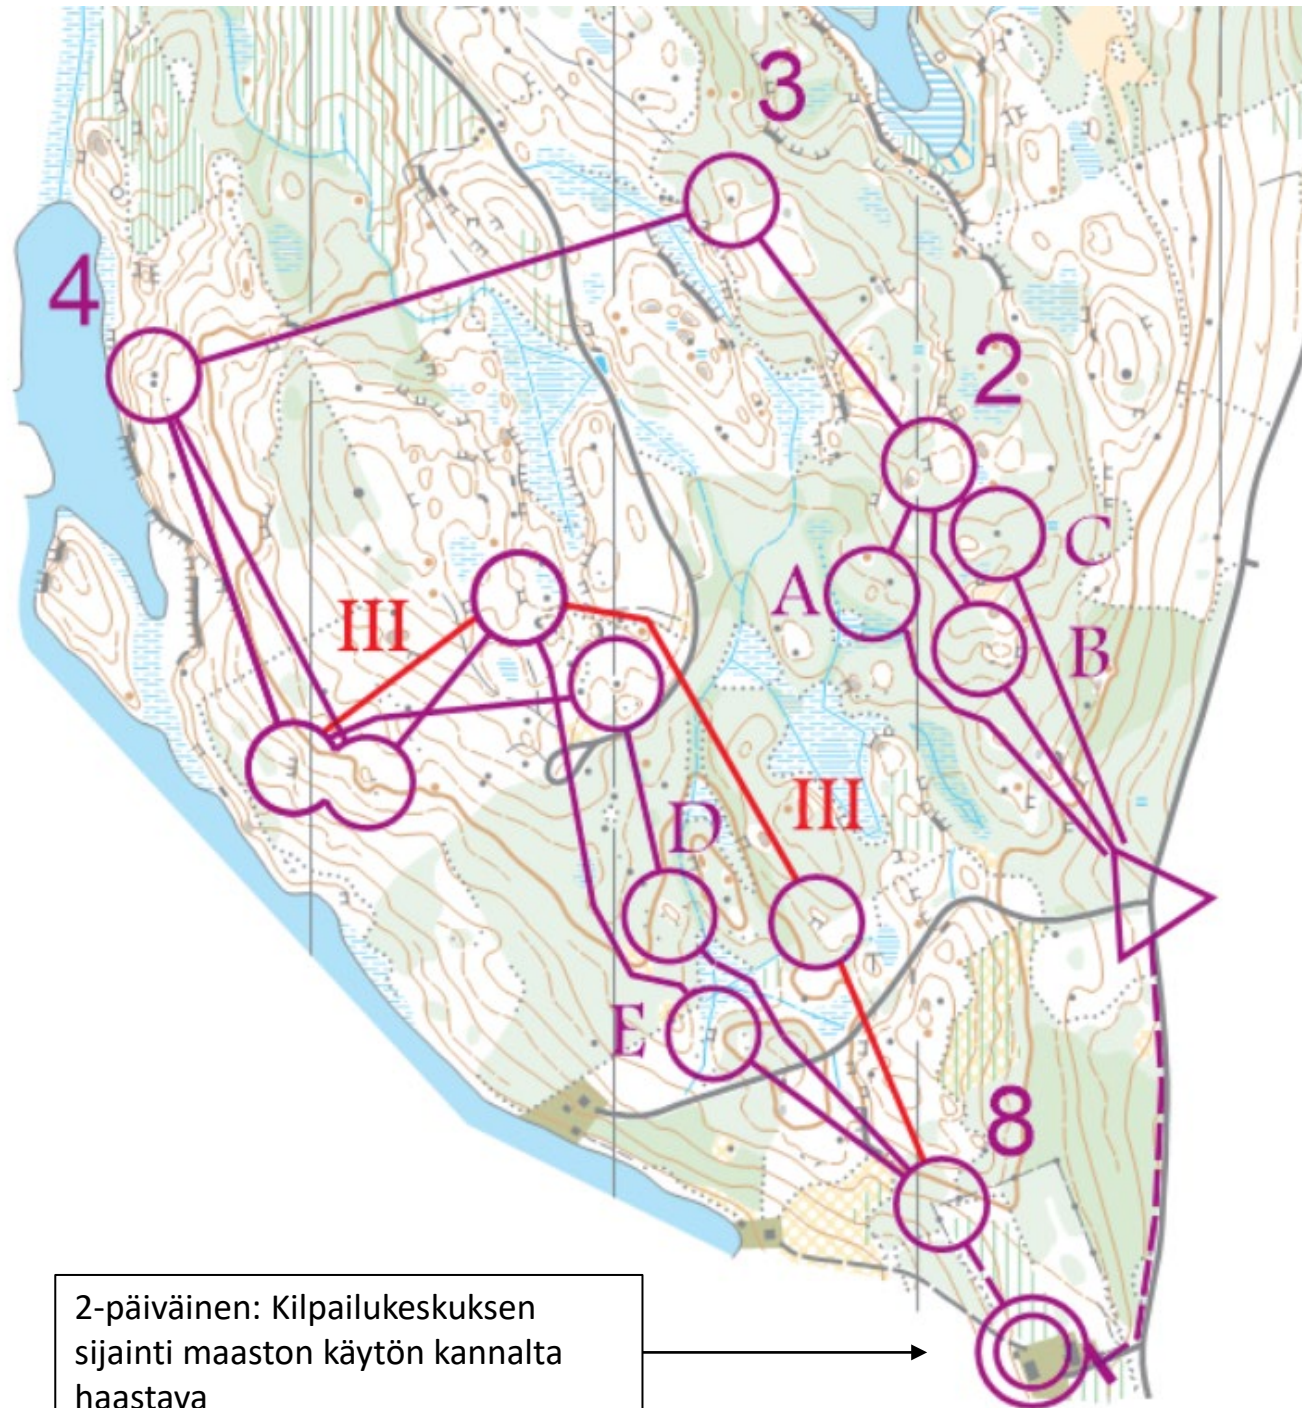 3
4
2
C
A
III
B
III
D
E
8
2-päiväinen: Kilpailukeskuksen
sijainti maaston käytön kannalta
haastava